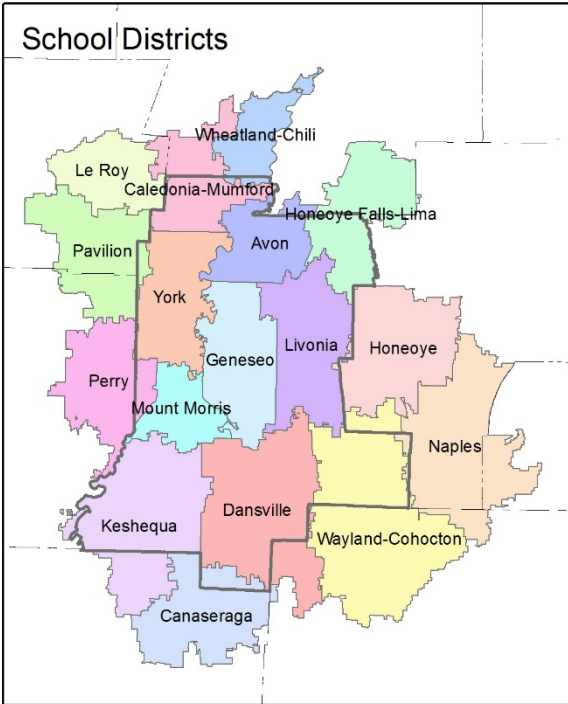 School Districts
Wheatland-Chili
Le Roy
Caledonia-Mumford
Honeoye Falls-Lima
Avon
Pavilion
York
Livonia
Honeoye
Geneseo
Perry
Mount Morris
Naples
Dansville
Keshequa
Wayland-Cohocton
Canaseraga